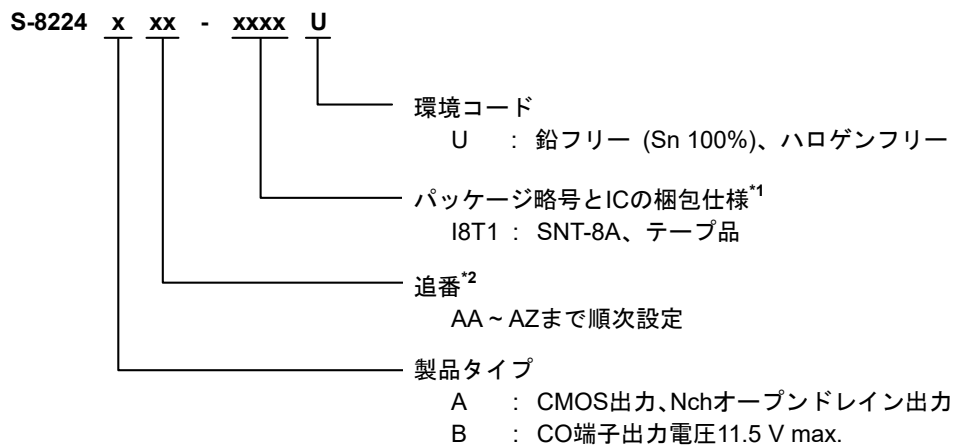 S-8224 x xx - xxxx U
環境コード
U : 鉛フリー (Sn 100%)、ハロゲンフリー
パッケージ略号とICの梱包仕様*1
I8T1 : SNT-8A、テープ品
追番*2
AA ~ AZまで順次設定
製品タイプ
A : CMOS出力、Nchオープンドレイン出力
B : CO端子出力電圧11.5 V max.